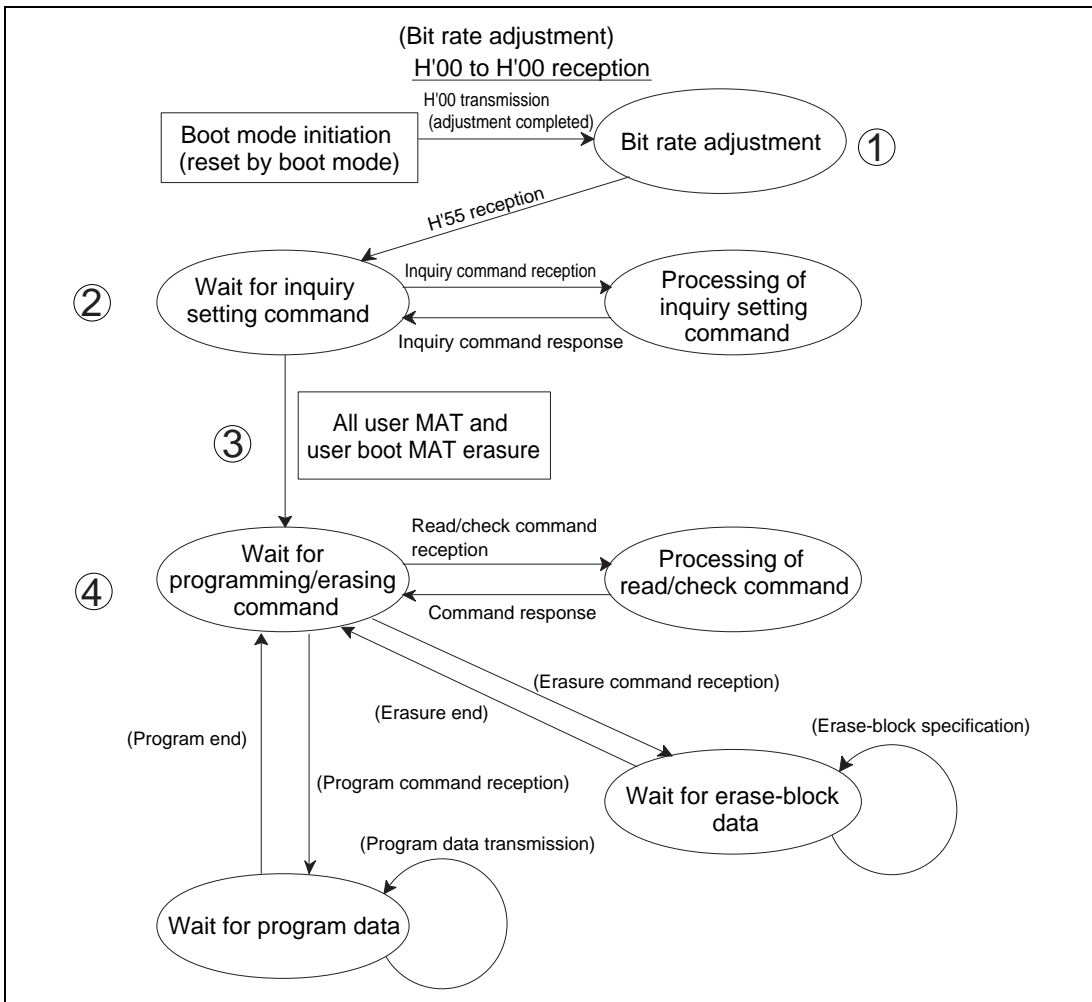 (Bit rate adjustment)
H'00 to H'00 reception
H'00 transmission
(adjustment completed)
Boot mode initiation
(reset by boot mode)
Bit rate adjustment
1
H'55 reception
2
Wait for inquiry
setting command
Inquiry command reception
Inquiry command response
Processing of
inquiry setting
command
3
All user MAT and
user boot MAT erasure
4
Wait for
programming/erasing
command
Read/check command
reception
Command response
Processing of
read/check command
(Erasure command reception)
(Erasure end)
(Program end)
(Program command reception)
(Erase-block specification)
Wait for erase-block
data
(Program data transmission)
Wait for program data